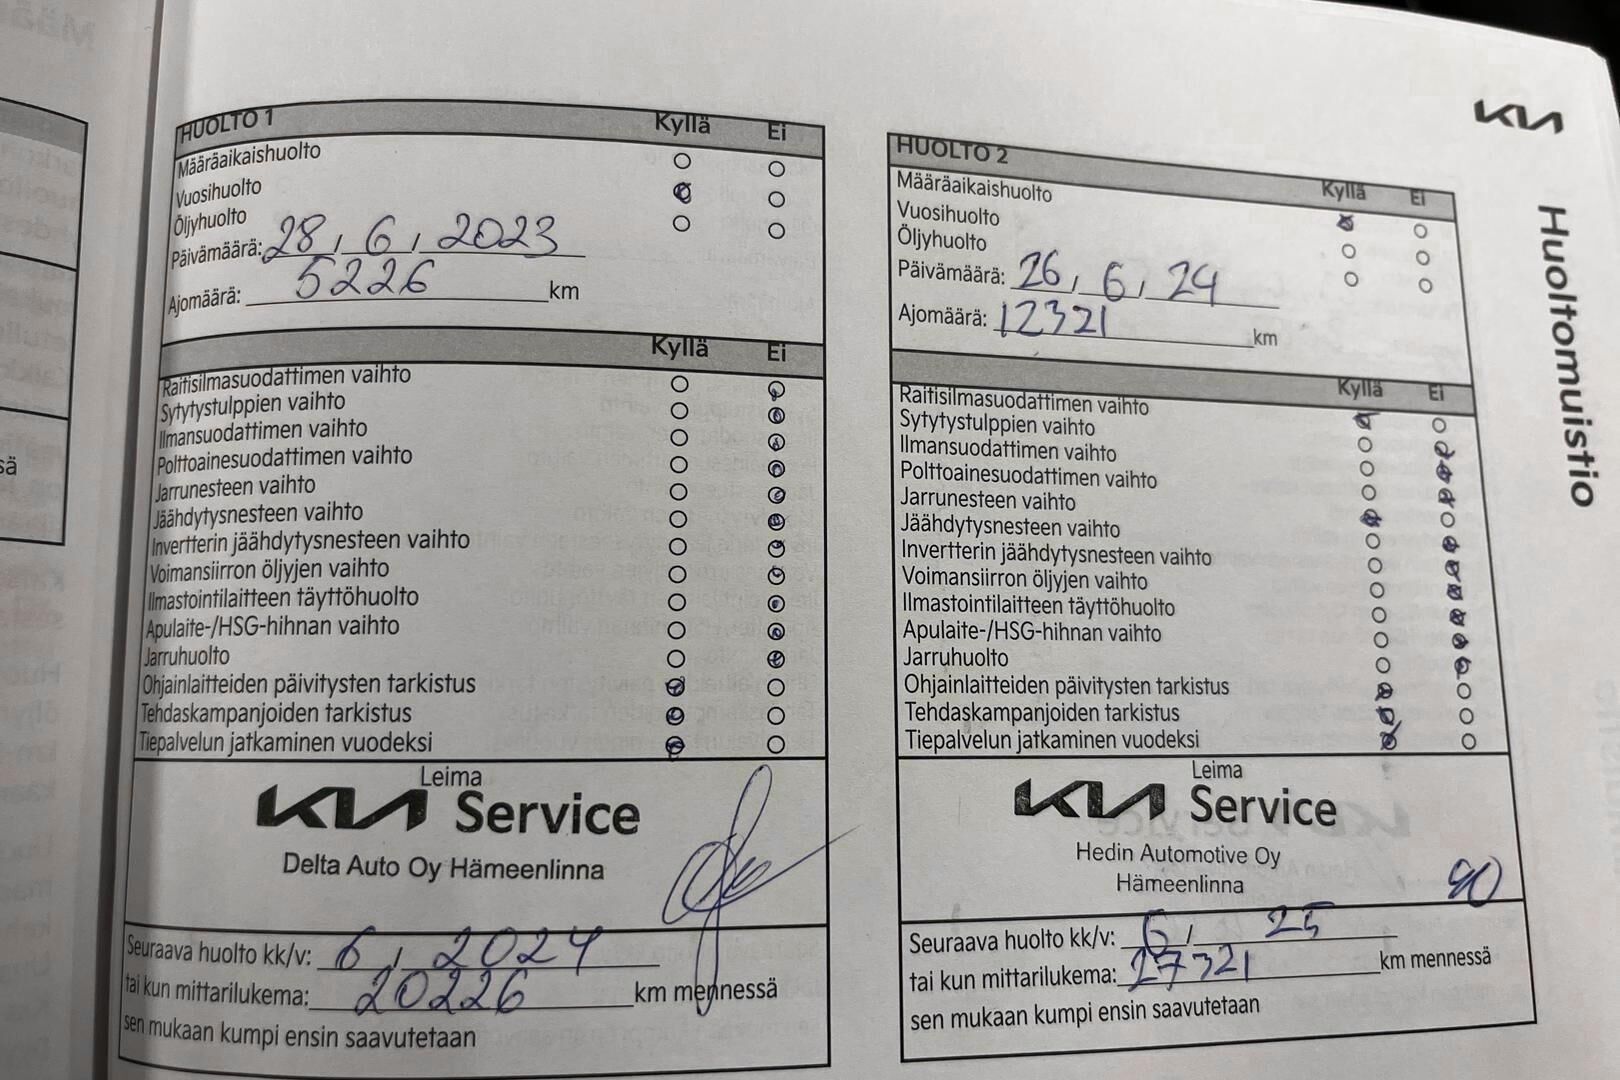 KIA
Huoltomuistio
HUOLTO 1
Kyllä Ei
Määräaikaishuolto
Vuosihuolto
Öljyhuolto
Päivämäärä: 28 / 6 / 2023
Ajomäärä: 5226 km
Kyllä Ei
Raitisilmasuodattimen vaihto
Sytytystulppien vaihto
Ilmansuodattimen vaihto
Polttoainesuodattimen vaihto
Jarrunesteen vaihto
Jäähdytysnesteen vaihto
Invertterin jäähdytysnesteen vaihto
Voimansiirron öljyjen vaihto
Ilmastointilaitteen täyttöhuolto
Apulaite-/HSG-hihnan vaihto
Jarruhuolto
Ohjainlaitteiden päivitysten tarkistus
Tehdaskampanjoiden tarkistus
Tiepalvelun jatkaminen vuodeksi
Leima
KIA Service
Delta Auto Oy Hämeenlinna
Seuraava huolto kk/v: 6 / 2024
tai kun mittarilukema: 20226 km mennessä
sen mukaan kumpi ensin saavutetaan
HUOLTO 2
Kyllä Ei
Määräaikaishuolto
Vuosihuolto
Öljyhuolto
Päivämäärä: 26 / 6 / 24
Ajomäärä: 12321 km
Kyllä Ei
Raitisilmasuodattimen vaihto
Sytytystulppien vaihto
Ilmansuodattimen vaihto
Polttoainesuodattimen vaihto
Jarrunesteen vaihto
Jäähdytysnesteen vaihto
Invertterin jäähdytysnesteen vaihto
Voimansiirron öljyjen vaihto
Ilmastointilaitteen täyttöhuolto
Apulaite-/HSG-hihnan vaihto
Jarruhuolto
Ohjainlaitteiden päivitysten tarkistus
Tehdaskampanjoiden tarkistus
Tiepalvelun jatkaminen vuodeksi
Leima
KIA Service
Hedin Automotive Oy
Hämeenlinna
Seuraava huolto kk/v: 6 / 25
tai kun mittarilukema: 27321 km mennessä
sen mukaan kumpi ensin saavutetaan